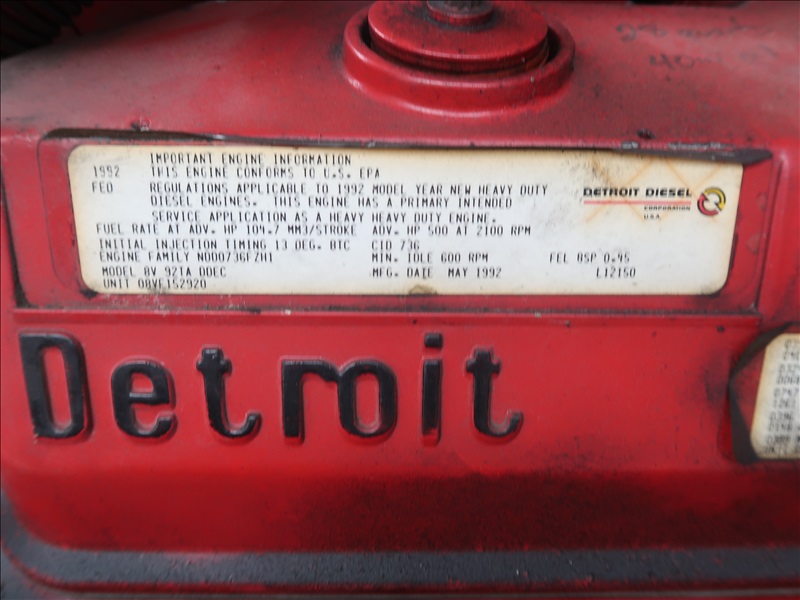 IMPORTANT ENGINE INFORMATION
1992 THIS ENGINE CONFORMS TO U.S. EPA
FED REGULATIONS APPLICABLE TO 1992 MODEL YEAR NEW HEAVY DUTY
DIESEL ENGINES. THIS ENGINE HAS A PRIMARY INTENDED
SERVICE APPLICATION AS A HEAVY HEAVY DUTY ENGINE.
FUEL RATE AT ADV. HP 104.7 MM3/STROKE ADV. HP 500 AT 2100 RPM
INITIAL INJECTION TIMING 13 DEG. BTC CID 736
ENGINE FAMILY NDD0736FZH1 MIN. IDLE 600 RPM FEL BSP 0.45
MODEL 8V 92TA DDEC MFG. DATE MAY 1992 L12150
UNIT 08VF152920
DETROIT DIESEL
CORPORATION
U.S.A.
Detroit